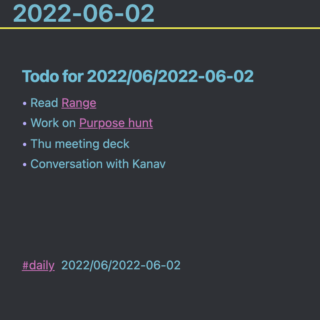 2022-06-02
Todo for 2022/06/2022-06-02
• Read Range
• Work on Purpose hunt
• Thu meeting deck
• Conversation with Kanav
#daily 2022/06/2022-06-02